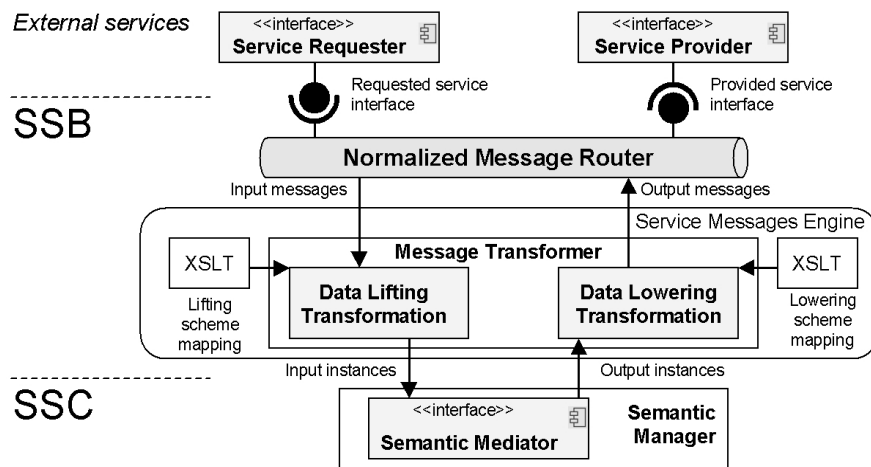 External services
<<interface>>
Service Requester
<<interface>>
Service Provider
Requested service
interface
Provided service
interface
SSB
Normalized Message Router
Input messages
Output messages
Service Messages Engine
Message Transformer
XSLT
XSLT
Data Lifting
Transformation
Data Lowering
Transformation
Lifting
scheme
mapping
Lowering
scheme
mapping
Input instances
Output instances
SSC
<<interface>>
Semantic Mediator
Semantic
Manager